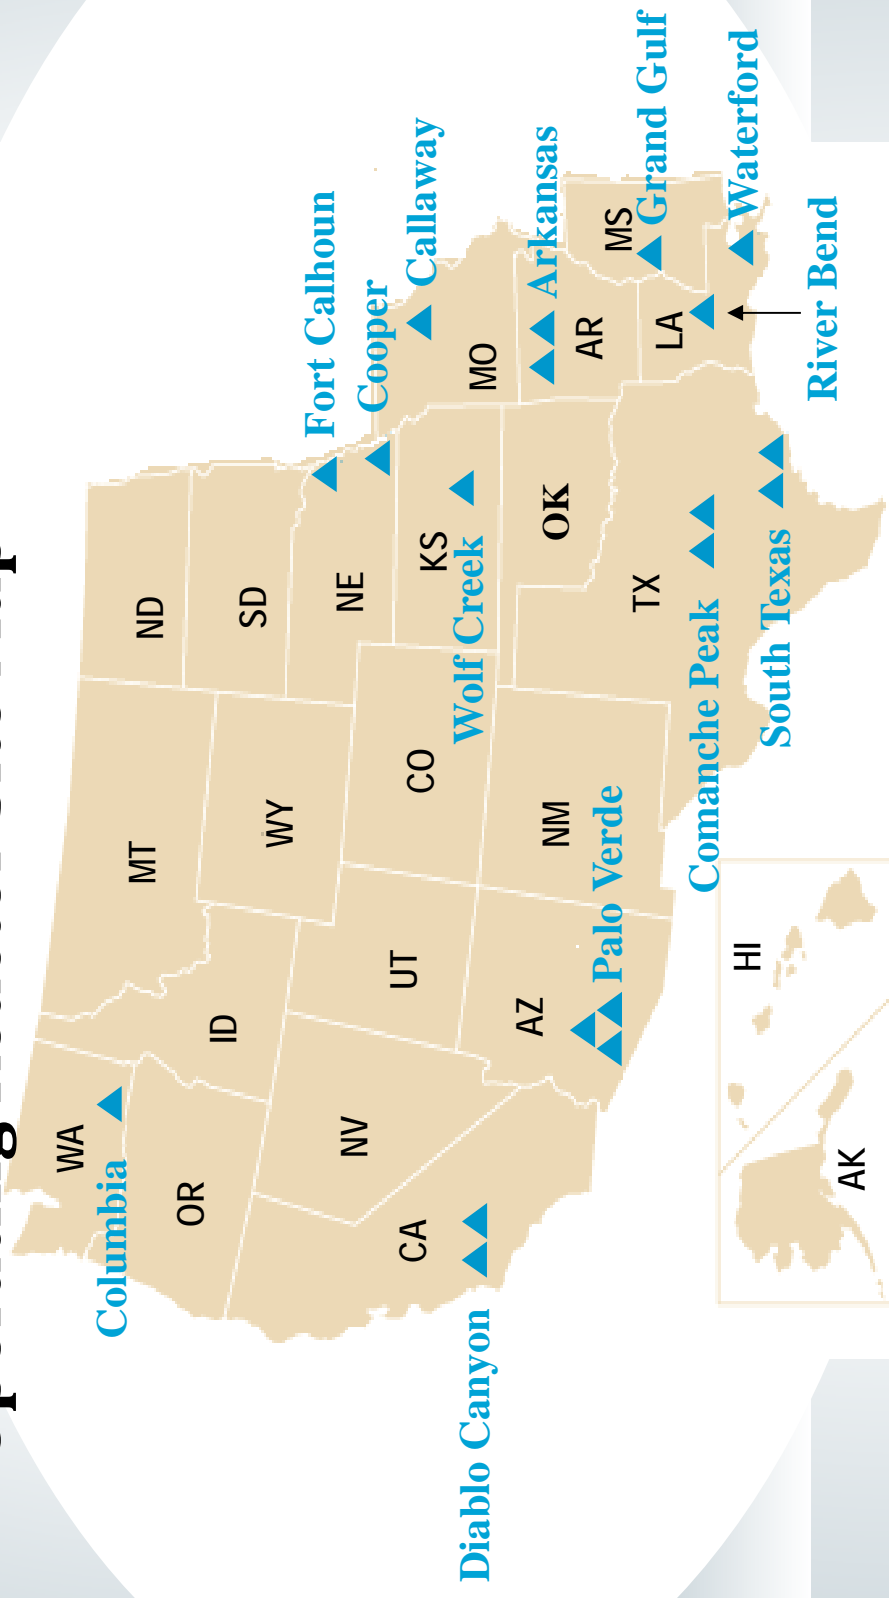 WA
Columbia
MT
ND
OR
ID
SD
WY
Fort Calhoun
NE
NV
Cooper
UT
CA
CO
Callaway
KS
Wolf Creek
Diablo Canyon
MO
AZ
Arkansas
NM
OK
AR
Palo Verde
MS
TX
Grand Gulf
LA
Comanche Peak
Waterford
HI
South Texas
River Bend
AK